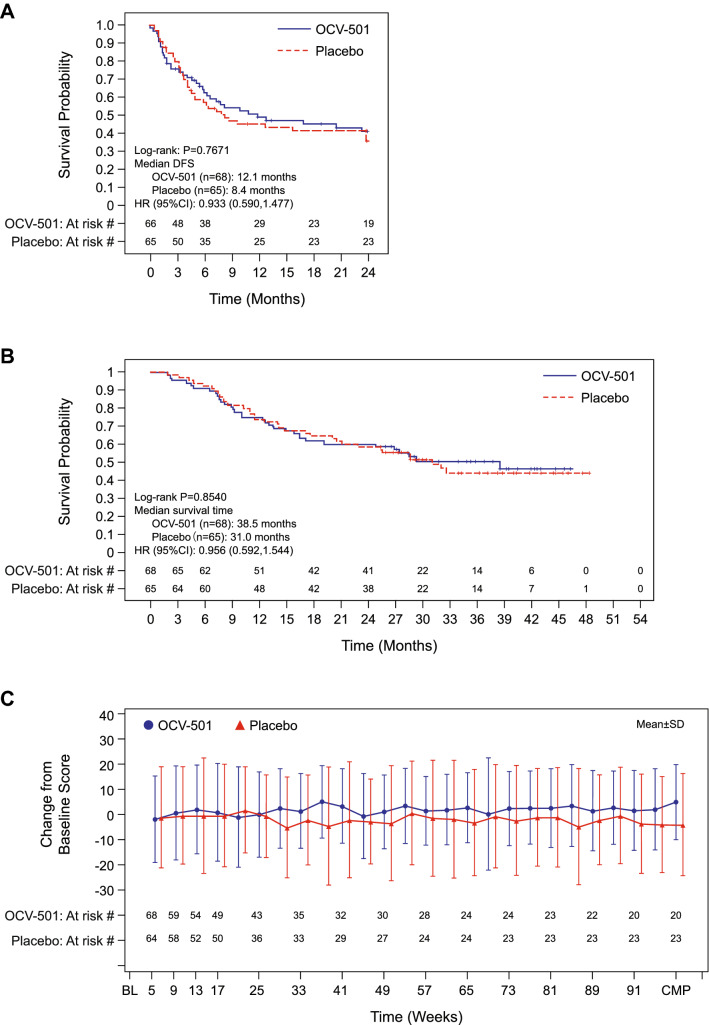 A
OCV-501
Placebo
1.0
0.9
0.8
0.7
0.6
0.5
0.4
0.3
0.2
0.1
0
Survival Probability
Log-rank: P=0.7671
Median DFS
OCV-501 (n=68): 12.1 months
Placebo (n=65): 8.4 months
HR (95%CI): 0.933 (0.590,1.477)
OCV-501: At risk # 66 48 38 29 23 19
Placebo: At risk # 65 50 35 25 23 23
0 3 6 9 12 15 18 21 24
Time (Months)
B
OCV-501
Placebo
1
0.9
0.8
0.7
0.6
0.5
0.4
0.3
0.2
0.1
0
Survival Probability
Log-rank P=0.8540
Median survival time
OCV-501 (n=68): 38.5 months
Placebo (n=65): 31.0 months
HR (95%CI): 0.956 (0.592,1.544)
OCV-501: At risk # 68 65 62 51 42 41 22 14 6 0 0
Placebo: At risk # 65 64 60 48 42 38 22 14 7 1 0
0 3 6 9 12 15 18 21 24 27 30 33 36 39 42 45 48 51 54
Time (Months)
C
OCV-501 Placebo
Mean±SD
40
30
20
10
0
-10
-20
-30
Change from
Baseline Score
OCV-501: At risk # 68 59 54 49 43 35 32 30 28 24 24 23 22 20 20
Placebo: At risk # 64 58 52 50 36 33 29 27 24 24 23 23 23 23 23
BL 5 9 13 17 25 33 41 49 57 65 73 81 89 91 CMP
Time (Weeks)